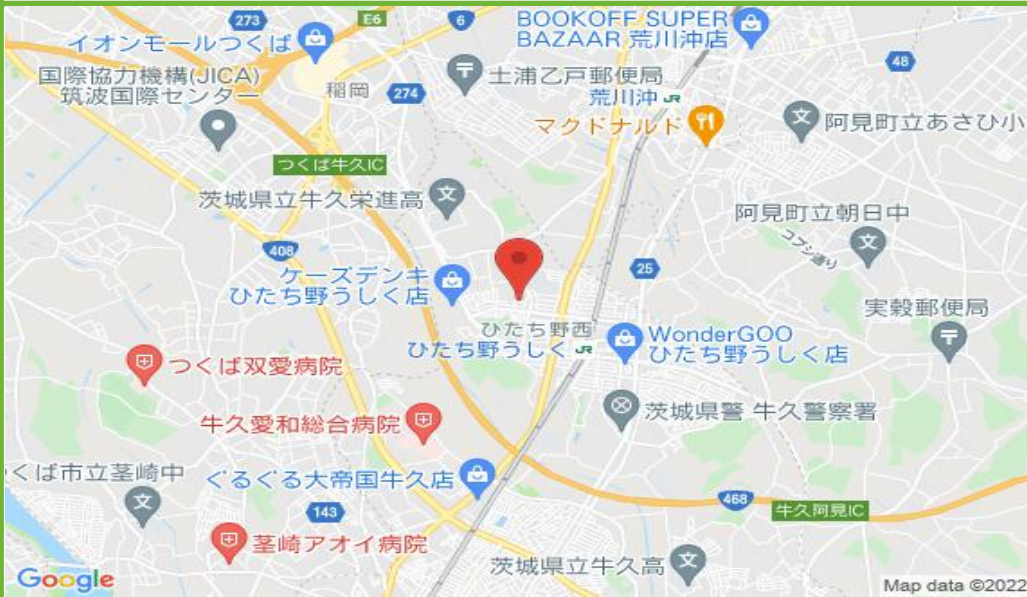 273
E6
6
BOOKOFF SUPER
BAZAAR 荒川沖店
イオンモールつくば
48
国際協力機構(JICA)
筑波国際センター
稲岡
274
土浦乙戸郵便局
荒川沖 JR
マクドナルド
阿見町立あさひ小
つくば牛久IC
茨城県立牛久栄進高
阿見町立朝日中
コブシ通り
408
ケーズデンキ
ひたち野うしく店
25
実穀郵便局
ひたち野西
ひたち野うしく JR
WonderGOO
ひたち野うしく店
つくば双愛病院
牛久愛和総合病院
茨城県警 牛久警察署
くば市立茎崎中
ぐるぐる大帝国牛久店
468
牛久阿見IC
143
茎崎アオイ病院
茨城県立牛久高
Google
Map data ©2022